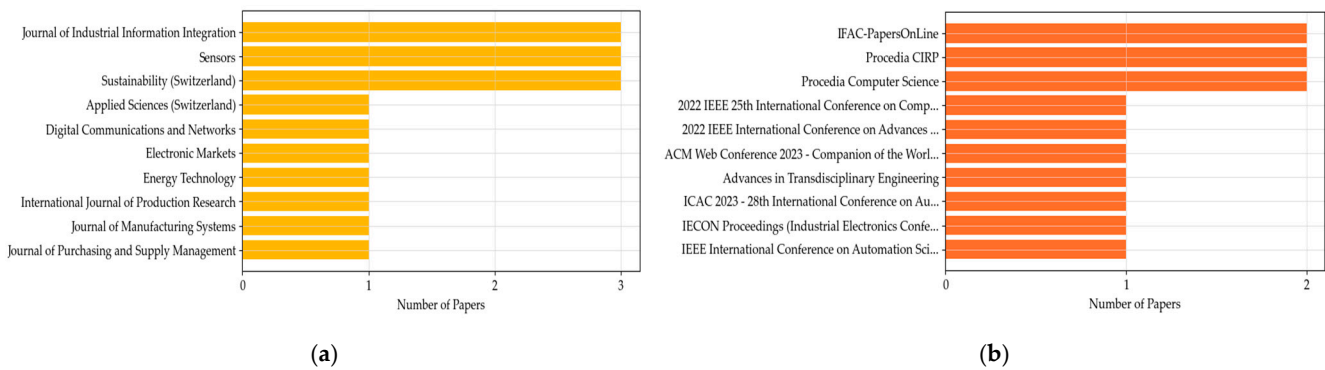 Journal of Industrial Information Integration
Sensors
Sustainability (Switzerland)
Applied Sciences (Switzerland)
Digital Communications and Networks
Electronic Markets
Energy Technology
International Journal of Production Research
Journal of Manufacturing Systems
Journal of Purchasing and Supply Management
0 1 2 3
Number of Papers
(a)
IFAC-PapersOnLine
Procedia CIRP
Procedia Computer Science
2022 IEEE 25th International Conference on Comp...
2022 IEEE International Conference on Advances ...
ACM Web Conference 2023 - Companion of the Worl...
Advances in Transdisciplinary Engineering
ICAC 2023 - 28th International Conference on Au...
IECON Proceedings (Industrial Electronics Confe...
IEEE International Conference on Automation Sci...
0 1 2
Number of Papers
(b)